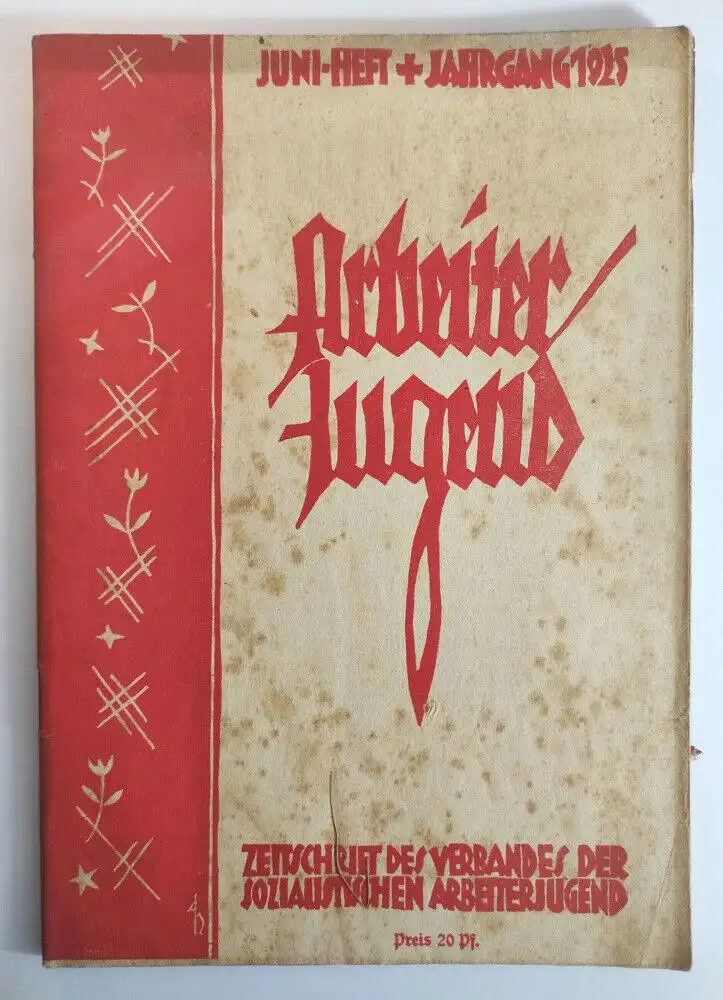 JUNI-HEFT + JAHRGANG 1925
Arbeiter
Jugend
ZEITSCHRIFT DES VERBANDES DER
SOZIALISTISCHEN ARBEITERJUGEND
Preis 20 Pf.